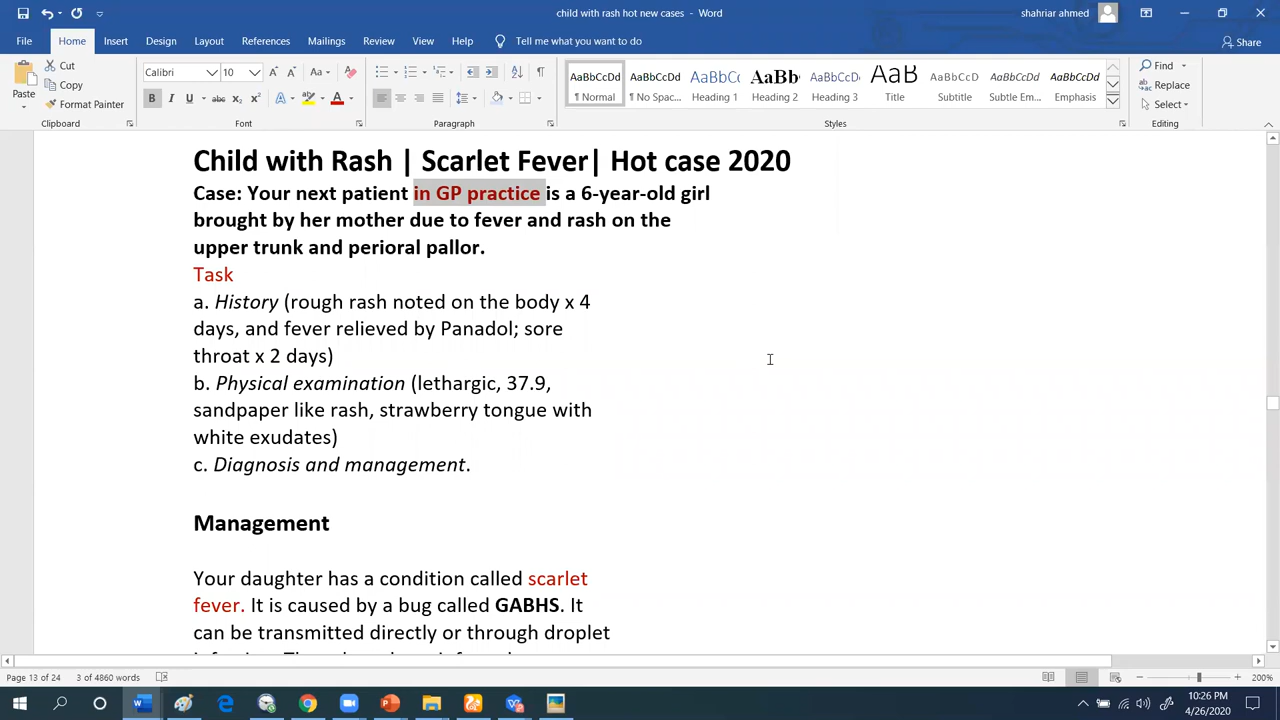 child with rash hot new cases - Word
shahriar ahmed
File Home Insert Design Layout References Mailings Review View Help Tell me what you want to do Share
Paste Cut Copy Format Painter
Calibri 10
AaBbCcDd AaBbCcDd AaBbC AaBb AaBbCcD AaB AaBbCcD AaBbCcDd AaBbCcDd
¶ Normal ¶ No Spac... Heading 1 Heading 2 Heading 3 Title Subtitle Subtle Em... Emphasis
Find
Replace
Select
Clipboard Font Paragraph Styles Editing
Child with Rash | Scarlet Fever| Hot case 2020
Case: Your next patient in GP practice is a 6-year-old girl
brought by her mother due to fever and rash on the
upper trunk and perioral pallor.
Task
a. History (rough rash noted on the body x 4
days, and fever relieved by Panadol; sore
throat x 2 days)
b. Physical examination (lethargic, 37.9,
sandpaper like rash, strawberry tongue with
white exudates)
c. Diagnosis and management.
Management
Your daughter has a condition called scarlet
fever. It is caused by a bug called GABHS. It
can be transmitted directly or through droplet
Page 13 of 24 3 of 4860 words 200%
10:26 PM
4/26/2020